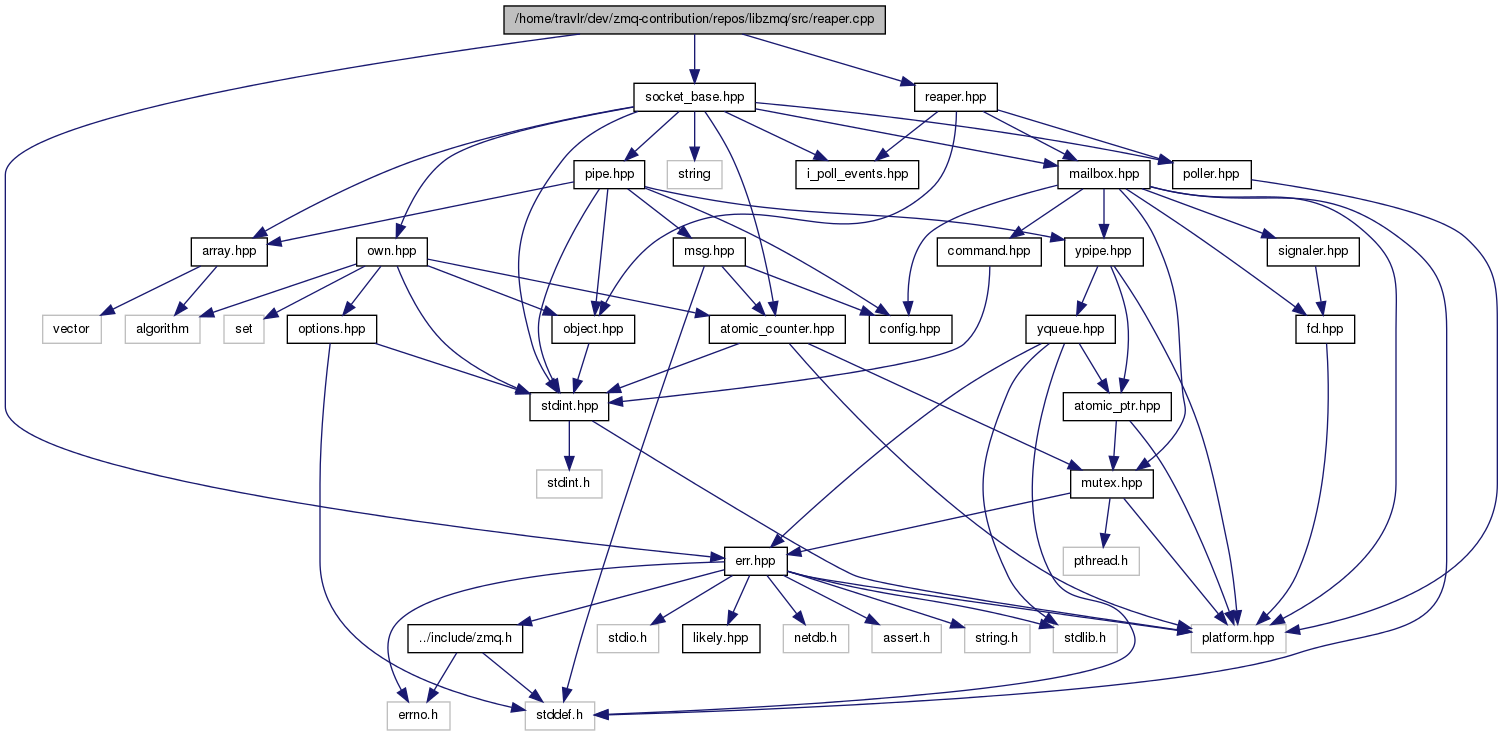 /home/travlr/dev/zmq-contribution/repos/libzmq/src/reaper.cpp
socket_base.hpp
reaper.hpp
pipe.hpp
string
i_poll_events.hpp
mailbox.hpp
poller.hpp
array.hpp
own.hpp
msg.hpp
command.hpp
ypipe.hpp
signaler.hpp
vector
algorithm
set
options.hpp
object.hpp
atomic_counter.hpp
config.hpp
yqueue.hpp
fd.hpp
stdint.hpp
atomic_ptr.hpp
stdint.h
mutex.hpp
err.hpp
pthread.h
../include/zmq.h
stdio.h
likely.hpp
netdb.h
assert.h
string.h
stdlib.h
platform.hpp
errno.h
stddef.h